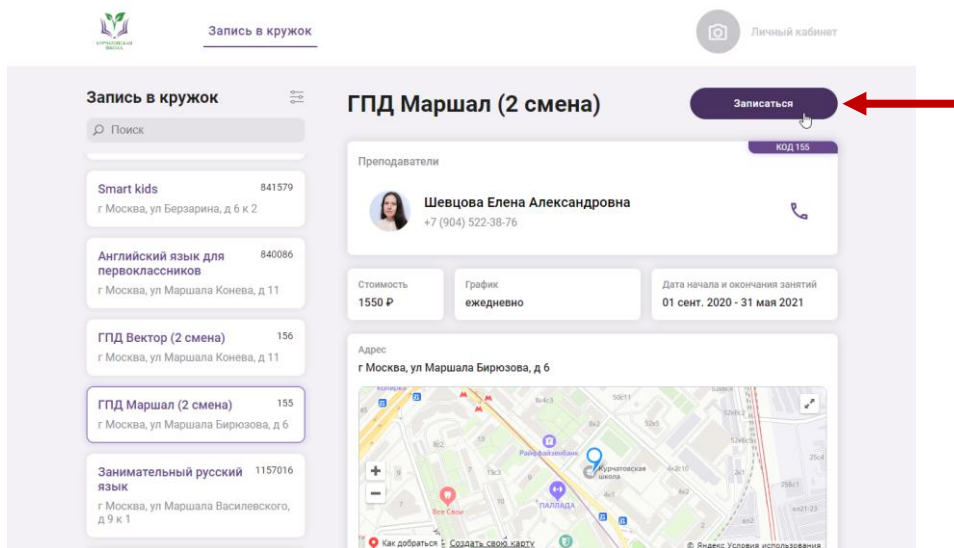 КУРЧАТОВСКАЯ
ШКОЛА
Запись в кружок
Личный кабинет
Запись в кружок
Поиск
Smart kids 841579
г Москва, ул Берзарина, д 6 к 2
Английский язык для 840086
первоклассников
г Москва, ул Маршала Конева, д 11
ГПД Вектор (2 смена) 156
г Москва, ул Маршала Конева, д 11
ГПД Маршал (2 смена) 155
г Москва, ул Маршала Бирюзова, д 6
Занимательный русский 1157016
язык
г Москва, ул Маршала Василевского,
д 9 к 1
ГПД Маршал (2 смена)
Записаться
КОД 155
Преподаватели
Шевцова Елена Александровна
+7 (904) 522-38-76
Стоимость
1550 ₽
График
ежедневно
Дата начала и окончания занятий
01 сент. 2020 - 31 мая 2021
Адрес
г Москва, ул Маршала Бирюзова, д 6
Райффайзенбанк
Курчатовская
школа
ПАЛЛАДА
Все Свои
Как добраться
Создать свою карту
© Яндекс Условия использования